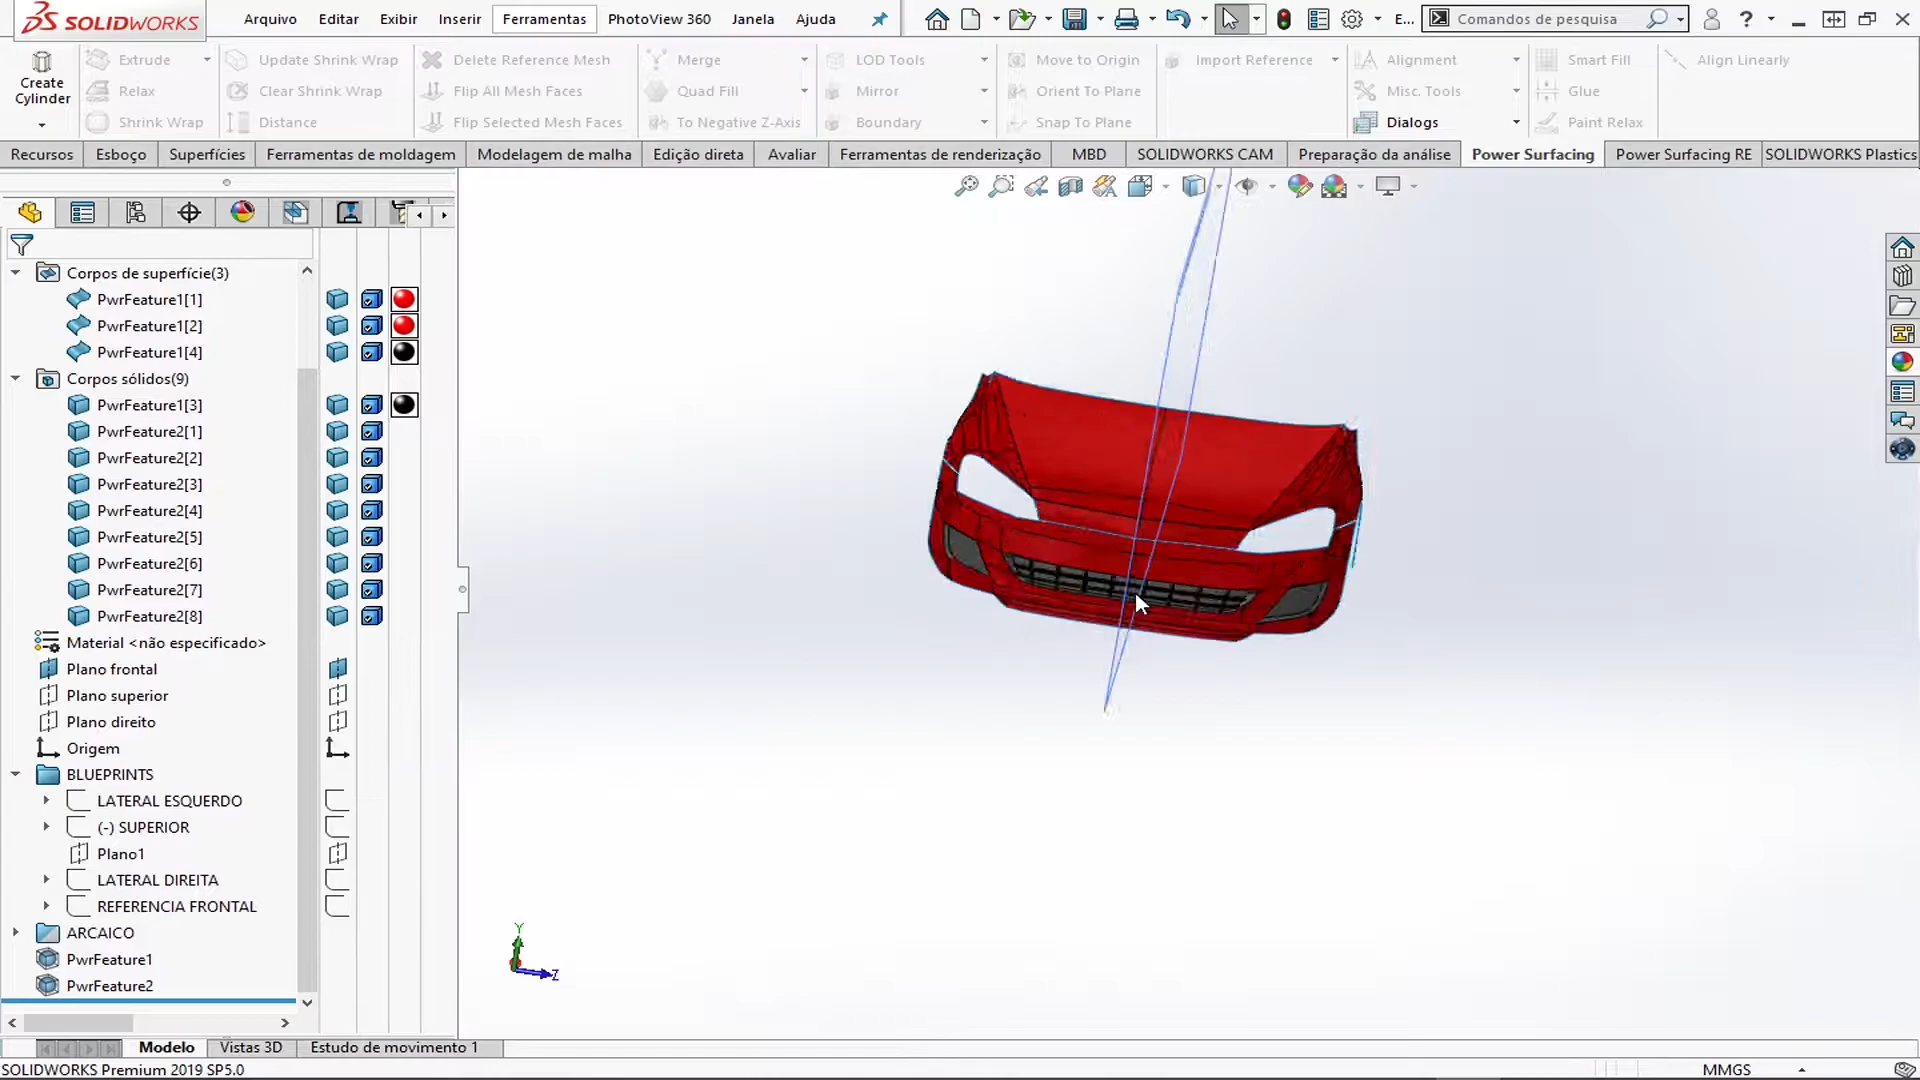 SOLIDWORKS Arquivo Editar Exibir Inserir Ferramentas PhotoView 360 Janela Ajuda E... Comandos de pesquisa ?
Create Cylinder
Extrude Update Shrink Wrap Delete Reference Mesh Merge LOD Tools Move to Origin Import Reference Alignment Smart Fill Align Linearly
Relax Clear Shrink Wrap Flip All Mesh Faces Quad Fill Mirror Orient To Plane Misc. Tools Glue
Shrink Wrap Distance Flip Selected Mesh Faces To Negative Z-Axis Boundary Snap To Plane Dialogs Paint Relax
Recursos Esboço Superfícies Ferramentas de moldagem Modelagem de malha Edição direta Avaliar Ferramentas de renderização MBD SOLIDWORKS CAM Preparação da análise Power Surfacing Power Surfacing RE SOLIDWORKS Plastics
Corpos de superfície(3)
PwrFeature1[1]
PwrFeature1[2]
PwrFeature1[4]
Corpos sólidos(9)
PwrFeature1[3]
PwrFeature2[1]
PwrFeature2[2]
PwrFeature2[3]
PwrFeature2[4]
PwrFeature2[5]
PwrFeature2[6]
PwrFeature2[7]
PwrFeature2[8]
Material <não especificado>
Plano frontal
Plano superior
Plano direito
Origem
BLUEPRINTS
LATERAL ESQUERDO
(-) SUPERIOR
Plano1
LATERAL DIREITA
REFERENCIA FRONTAL
ARCAICO
PwrFeature1
PwrFeature2
Y
Z
Modelo Vistas 3D Estudo de movimento 1
SOLIDWORKS Premium 2019 SP5.0 MMGS